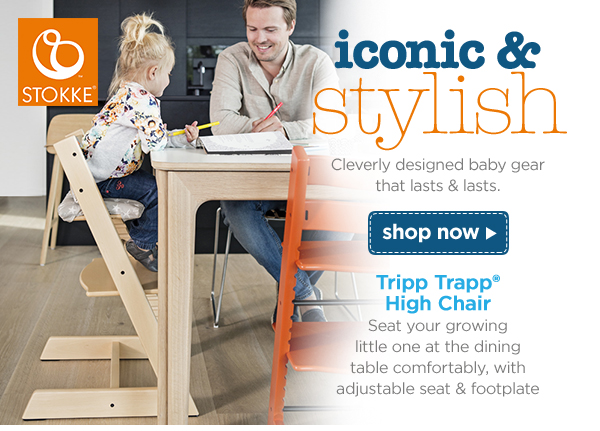 STOKKE®
iconic &
stylish
Cleverly designed baby gear
that lasts & lasts.
shop now
Tripp Trapp®
High Chair
Seat your growing
little one at the dining
table comfortably, with
adjustable seat & footplate